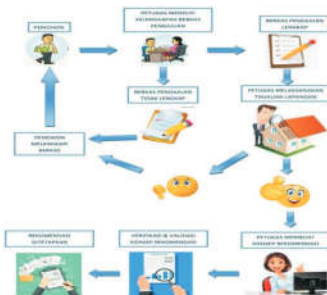 PEMOHON
PETUGAS MENELITI
KELENGKAPAN BERKAS
PENGAJUAN
BERKAS PENGAJUAN
LENGKAP
BERKAS PENGAJUAN
TIDAK LENGKAP
PETUGAS MELAKSANAKAN
TINJAUAN LAPANGAN
PEMOHON
MELENGKAPI
BERKAS
REKOMENDASI
DITETAPKAN
VERIFIKASI & VALIDASI
KONSEP REKOMENDASI
PETUGAS MEMBUAT
KONSEP REKOMENDASI